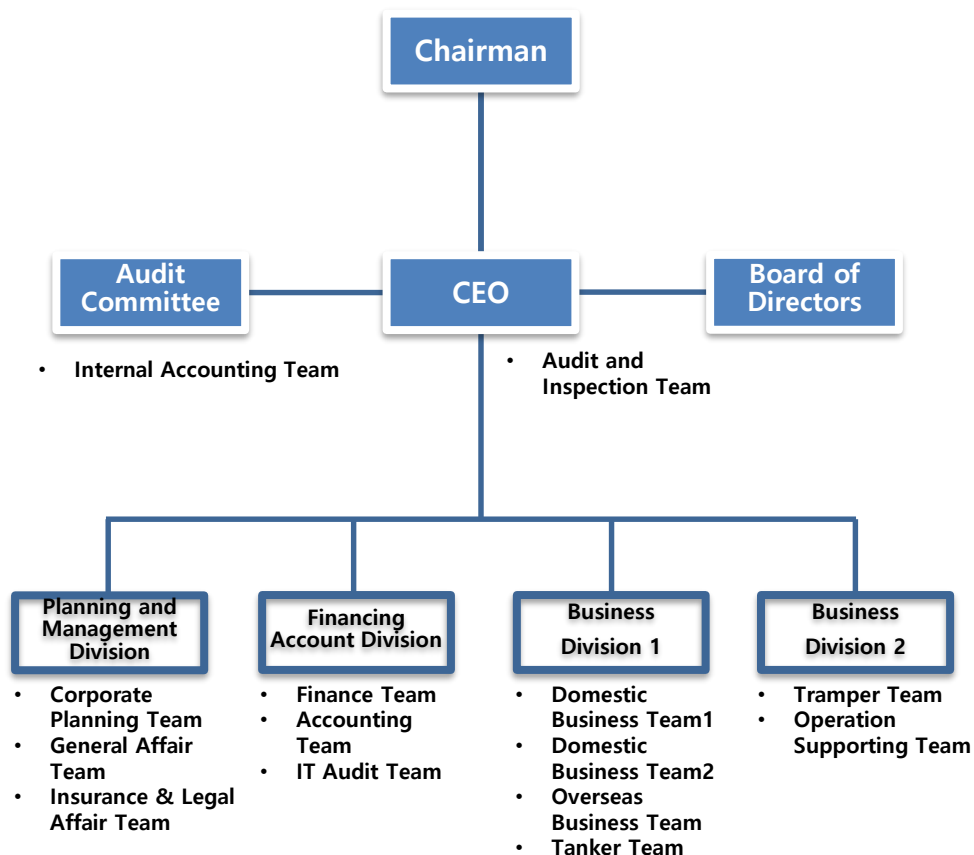 Chairman
Audit
Committee
CEO
Board of
Directors
• Internal Accounting Team
• Audit and
Inspection Team
Planning and
Management
Division
• Corporate
Planning Team
• General Affair
Team
• Insurance & Legal
Affair Team
Financing
Account Division
• Finance Team
• Accounting
Team
• IT Audit Team
Business
Division 1
• Domestic
Business Team1
• Domestic
Business Team2
• Overseas
Business Team
• Tanker Team
Business
Division 2
• Tramper Team
• Operation
Supporting Team